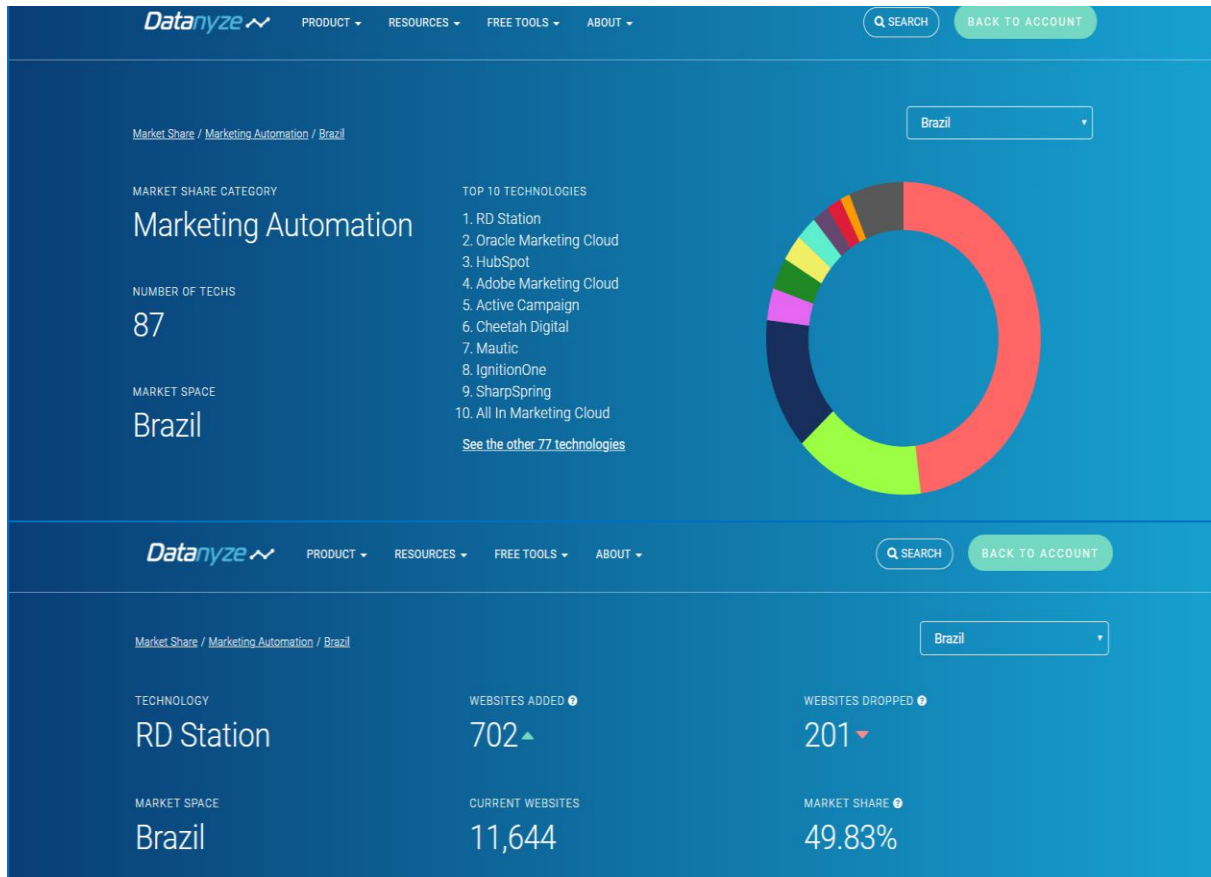 Datanyze PRODUCT RESOURCES FREE TOOLS ABOUT SEARCH BACK TO ACCOUNT
Market Share / Marketing Automation / Brazil
Brazil
MARKET SHARE CATEGORY
Marketing Automation
NUMBER OF TECHS
87
MARKET SPACE
Brazil
TOP 10 TECHNOLOGIES
1. RD Station
2. Oracle Marketing Cloud
3. HubSpot
4. Adobe Marketing Cloud
5. Active Campaign
6. Cheetah Digital
7. Mautic
8. IgnitionOne
9. SharpSpring
10. All In Marketing Cloud
See the other 77 technologies
Datanyze PRODUCT RESOURCES FREE TOOLS ABOUT SEARCH BACK TO ACCOUNT
Market Share / Marketing Automation / Brazil
Brazil
TECHNOLOGY
RD Station
WEBSITES ADDED
702
WEBSITES DROPPED
201
MARKET SPACE
Brazil
CURRENT WEBSITES
11,644
MARKET SHARE
49.83%